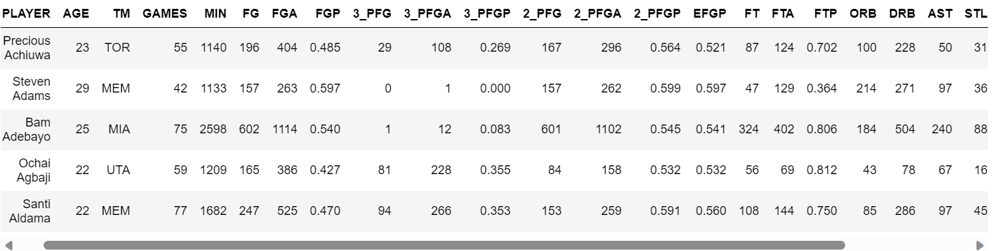 PLAYER AGE TM GAMES MIN FG FGA FGP 3_PFG 3_PFGA 3_PFGP 2_PFG 2_PFGA 2_PFGP EFGP FT FTA FTP ORB DRB AST STL
Precious
Achiuwa 23 TOR 55 1140 196 404 0.485 29 108 0.269 167 296 0.564 0.521 87 124 0.702 100 228 50 31
Steven
Adams 29 MEM 42 1133 157 263 0.597 0 1 0.000 157 262 0.599 0.597 47 129 0.364 214 271 97 36
Bam
Adebayo 25 MIA 75 2598 602 1114 0.540 1 12 0.083 601 1102 0.545 0.541 324 402 0.806 184 504 240 88
Ochai
Agbaji 22 UTA 59 1209 165 386 0.427 81 228 0.355 84 158 0.532 0.532 56 69 0.812 43 78 67 16
Santi
Aldama 22 MEM 77 1682 247 525 0.470 94 266 0.353 153 259 0.591 0.560 108 144 0.750 85 286 97 45